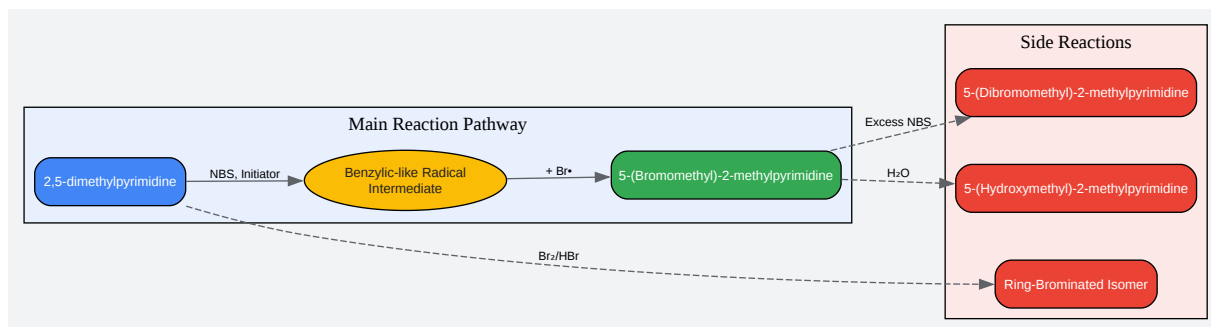 Side Reactions
5-(Dibromomethyl)-2-methylpyrimidine
Excess NBS
Main Reaction Pathway
2,5-dimethylpyrimidine
NBS, Initiator
Benzylic-like Radical
Intermediate
+ Br•
5-(Bromomethyl)-2-methylpyrimidine
H₂O
5-(Hydroxymethyl)-2-methylpyrimidine
Br₂/HBr
Ring-Brominated Isomer